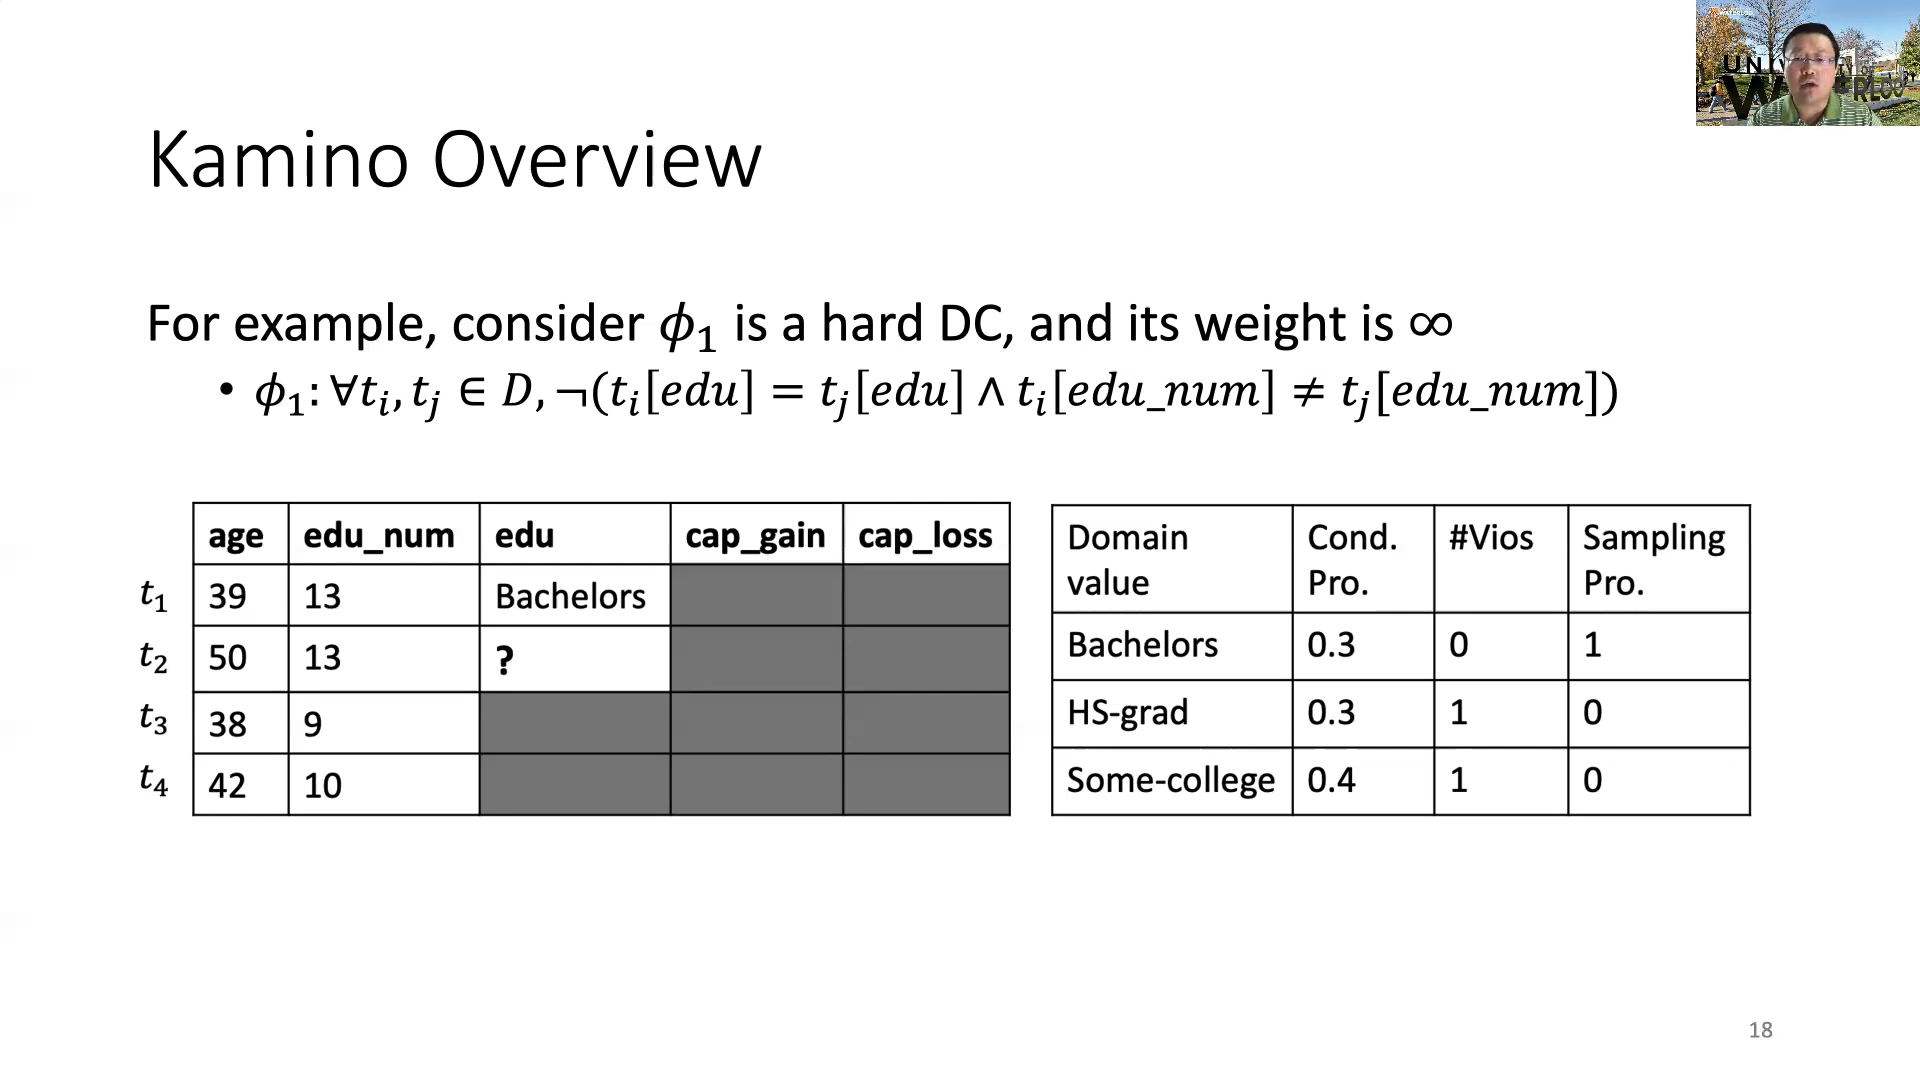 Kamino Overview
For example, consider ϕ₁ is a hard DC, and its weight is ∞
• ϕ₁: ∀tᵢ, tⱼ ∈ D, ¬(tᵢ[edu] = tⱼ[edu] ∧ tᵢ[edu_num] ≠ tⱼ[edu_num])
age edu_num edu cap_gain cap_loss
t₁ 39 13 Bachelors
t₂ 50 13 ?
t₃ 38 9
t₄ 42 10
Domain value Cond. Pro. #Vios Sampling Pro.
Bachelors 0.3 0 1
HS-grad 0.3 1 0
Some-college 0.4 1 0
18